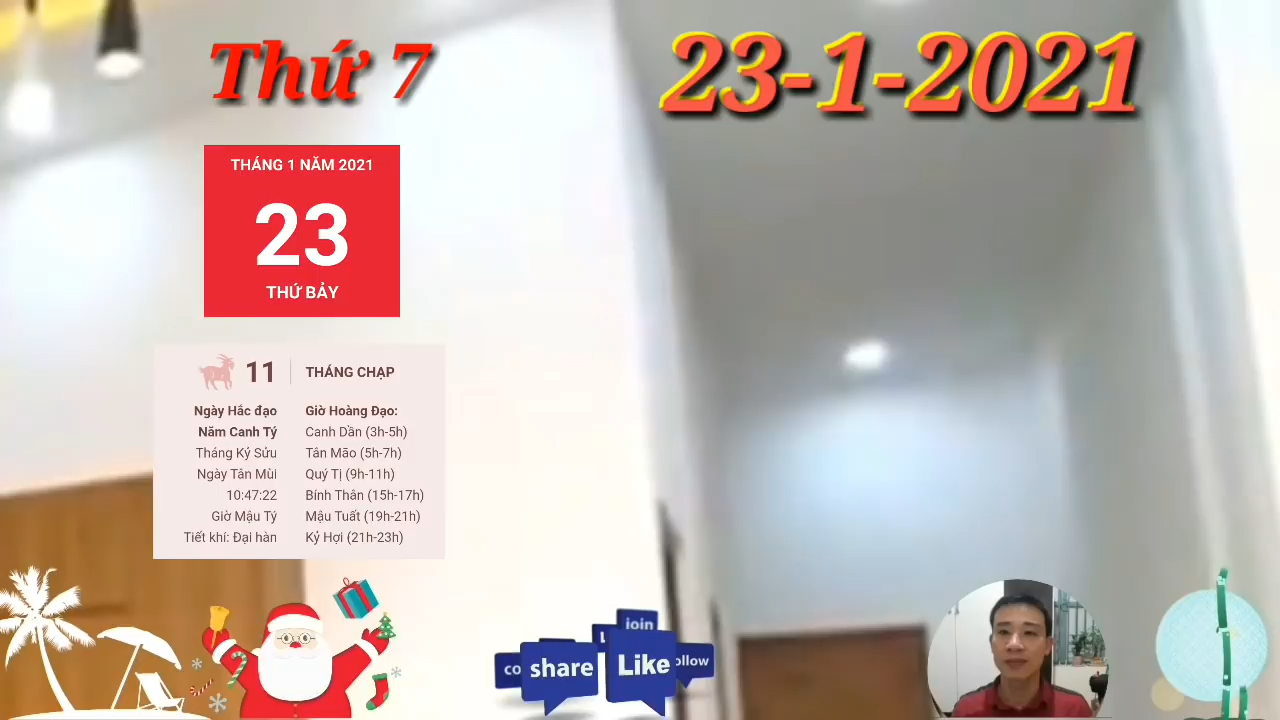 Thứ 7
23-1-2021
THÁNG 1 NĂM 2021
23
THỨ BẢY
11
THÁNG CHẠP
Ngày Hắc đạo
Năm Canh Tý
Tháng Kỷ Sửu
Ngày Tân Mùi
10:47:22
Giờ Mậu Tý
Tiết khí: Đại hàn
Giờ Hoàng Đạo:
Canh Dần (3h-5h)
Tân Mão (5h-7h)
Quý Tị (9h-11h)
Bính Thân (15h-17h)
Mậu Tuất (19h-21h)
Kỷ Hợi (21h-23h)
join
co
share
Like
ollow